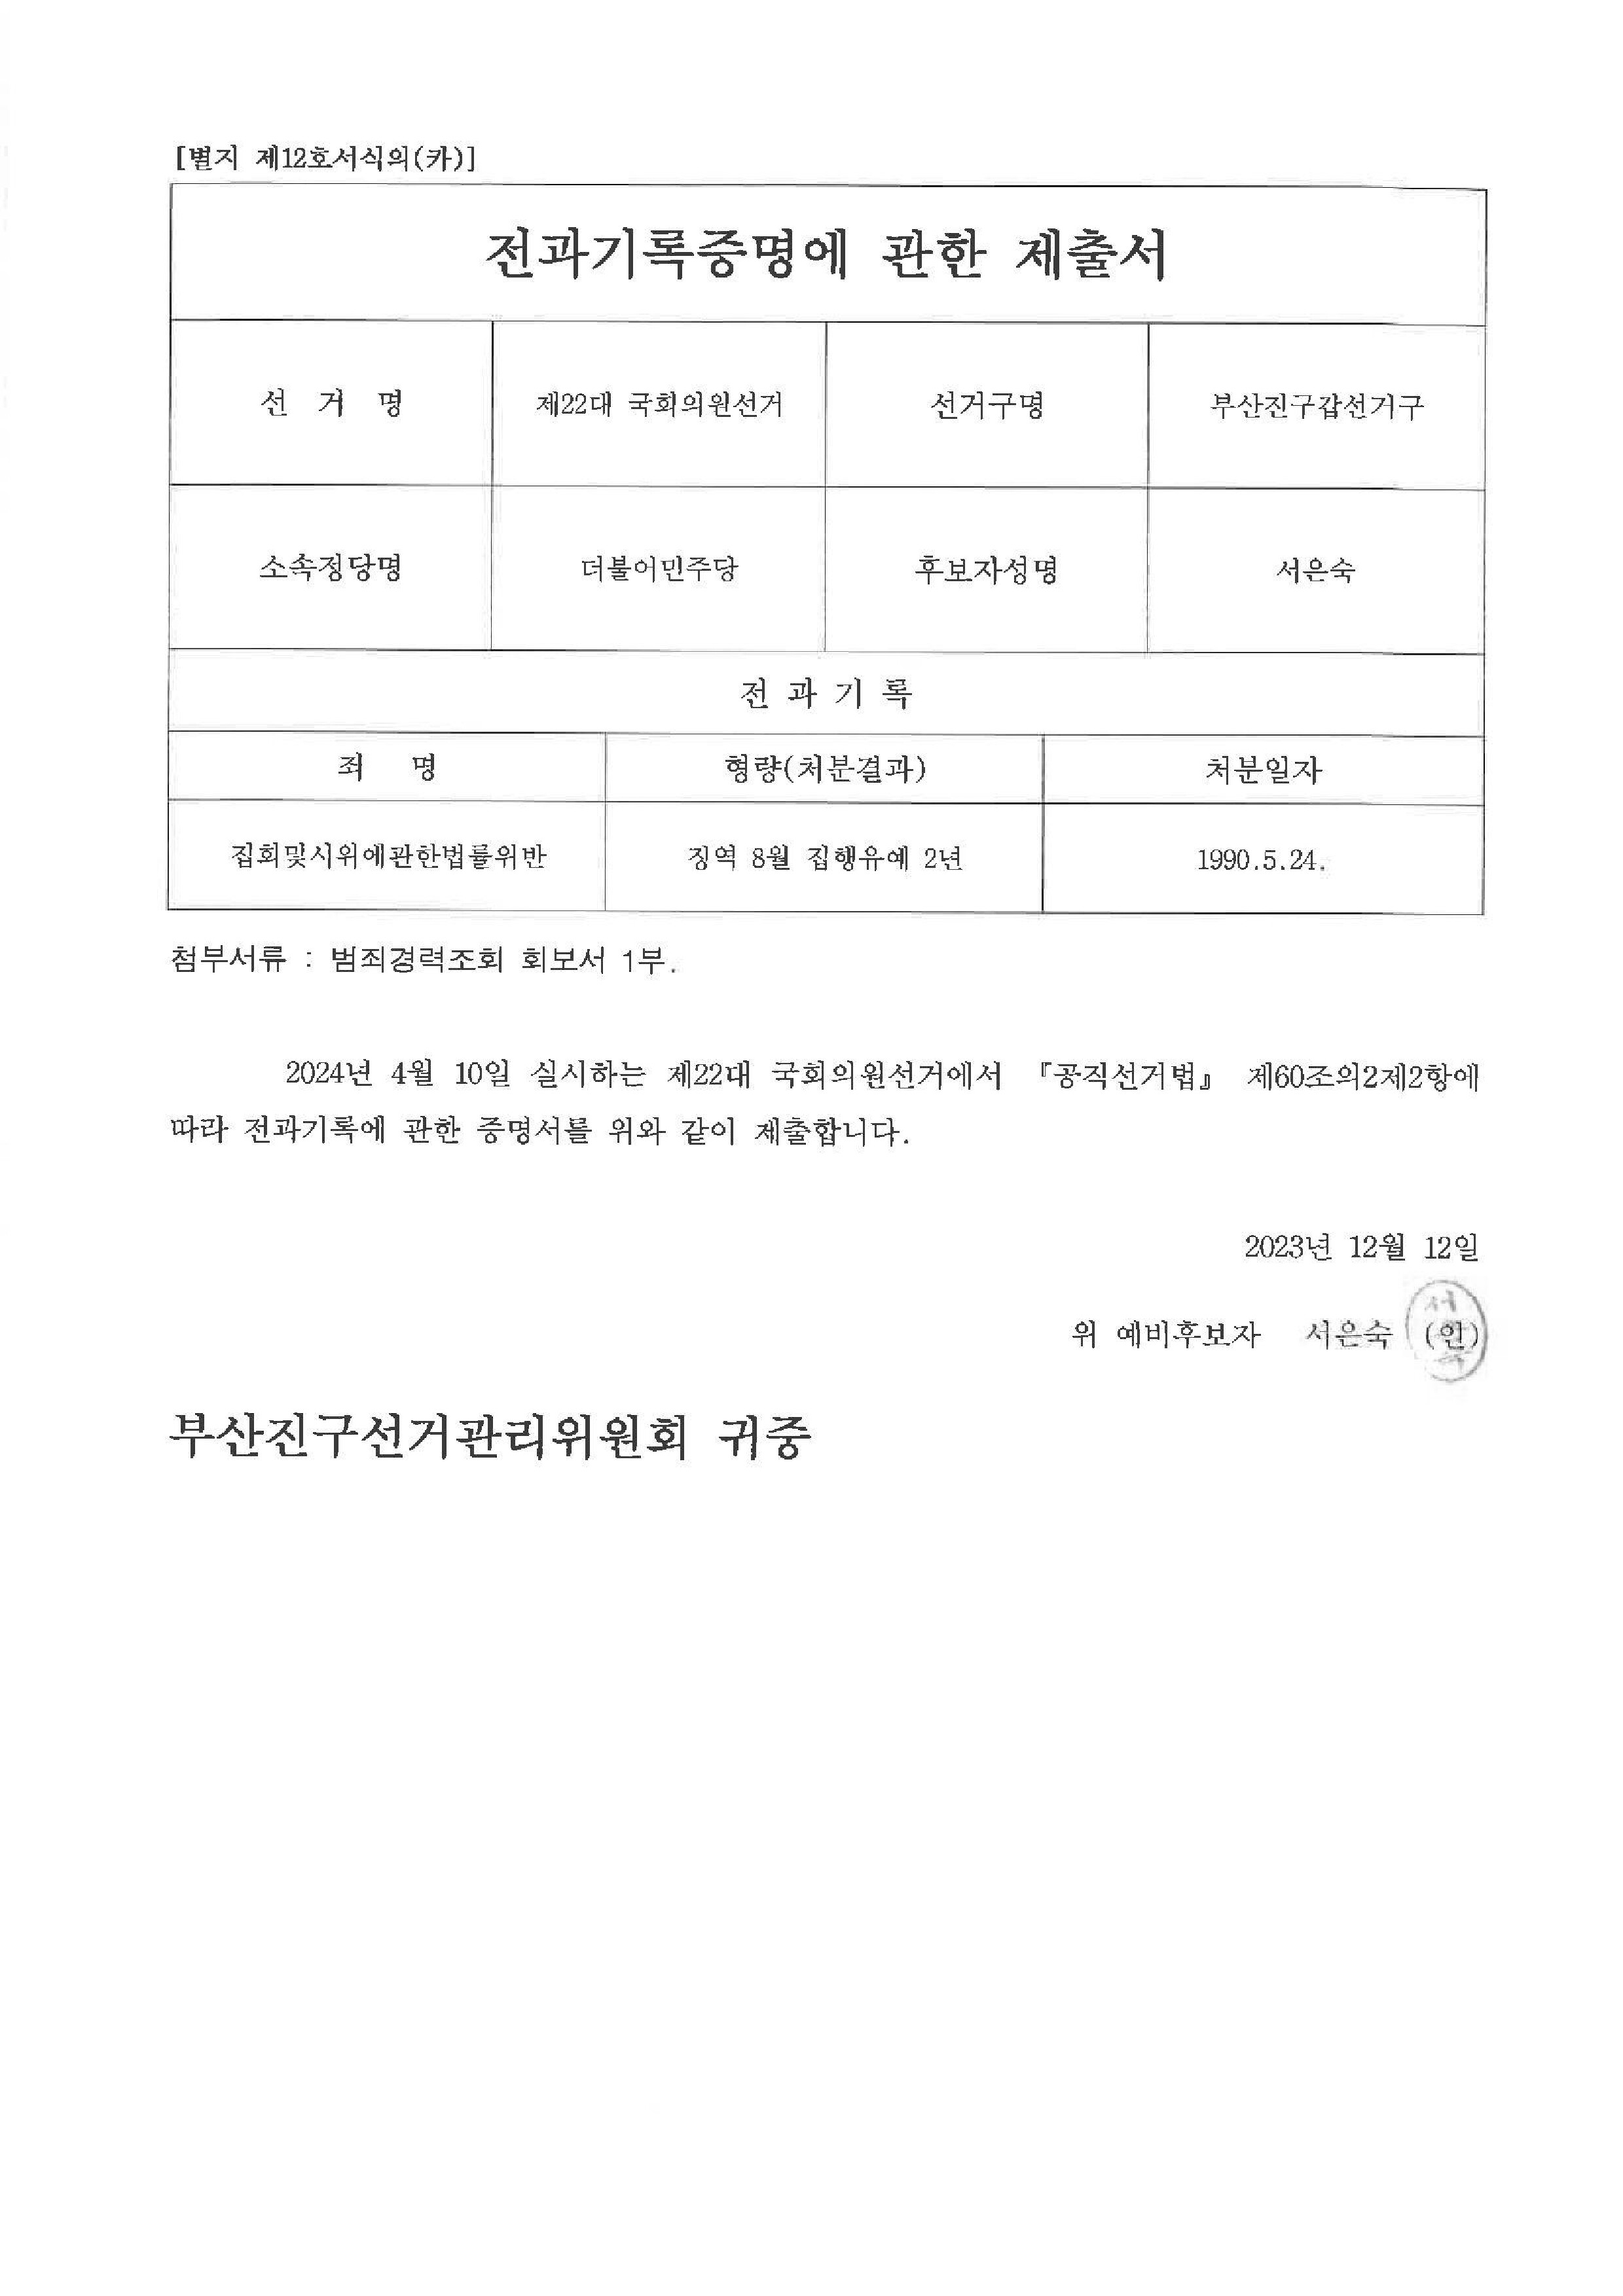 [별지 제12호서식의(카)]
전과기록증명에 관한 제출서
선 거 명 제22대 국회의원선거 선거구명 부산진구갑선거구
소속정당명 더불어민주당 후보자성명 서은숙
전 과 기 록
죄 명 형량(처분결과) 처분일자
집회및시위에관한법률위반 징역 8월 집행유예 2년 1990.5.24.
첨부서류 : 범죄경력조회 회보서 1부.
2024년 4월 10일 실시하는 제22대 국회의원선거에서 『공직선거법』 제60조의2제2항에
따라 전과기록에 관한 증명서를 위와 같이 제출합니다.
2023년 12월 12일
위 예비후보자 서은숙 (인)
부산진구선거관리위원회 귀중